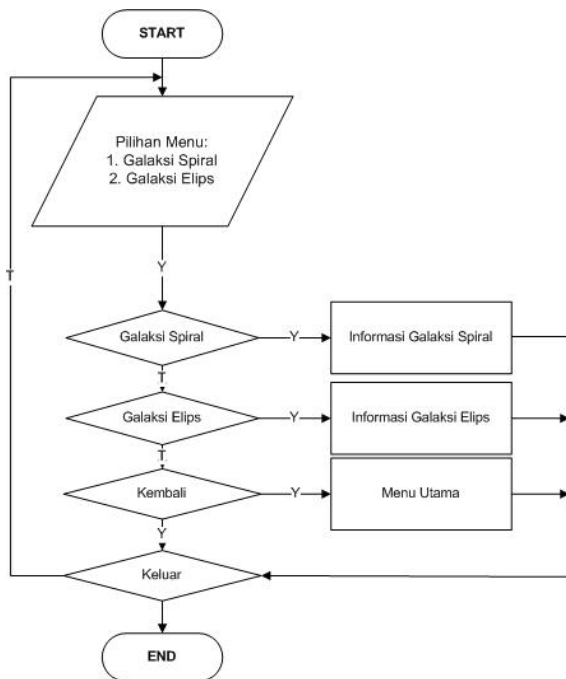 START
Pilihan Menu:
1. Galaksi Spiral
2. Galaksi Elips
T
Y
Galaksi Spiral
Y
Informasi Galaksi Spiral
T
Galaksi Elips
Y
Informasi Galaksi Elips
T
Kembali
Y
Menu Utama
Y
Keluar
END